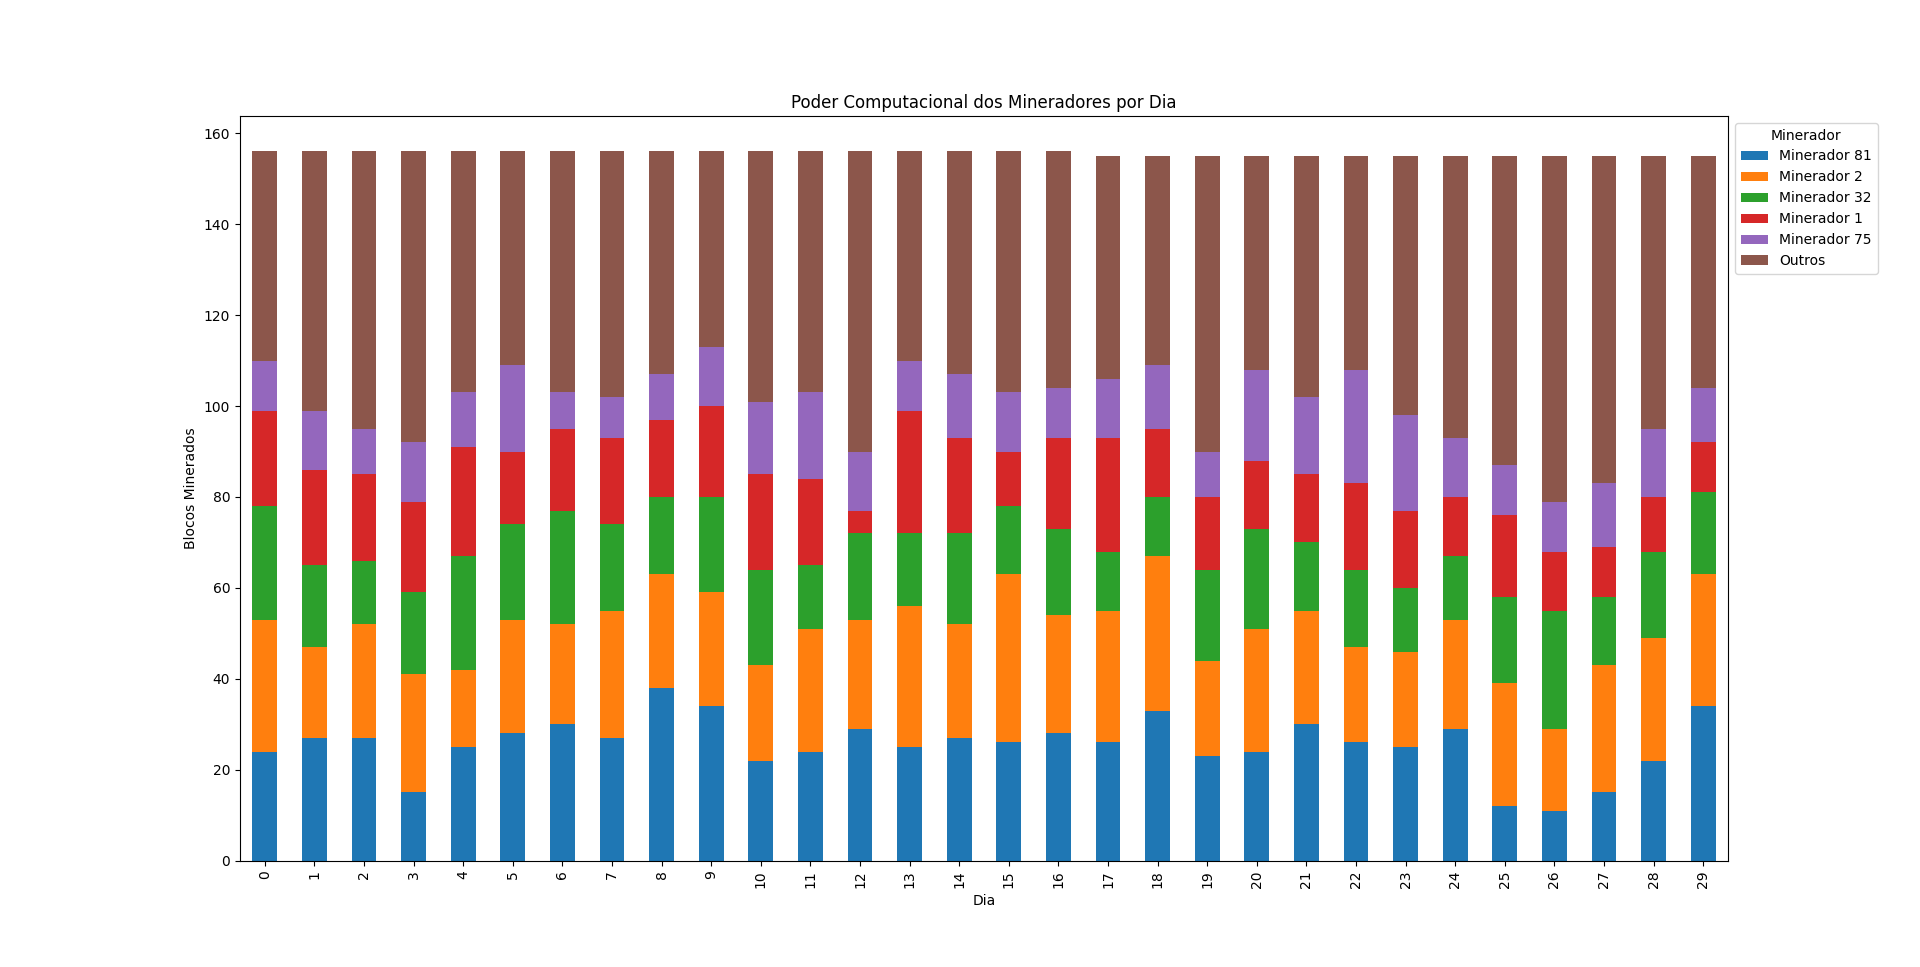 Poder Computacional dos Mineradores por Dia
Blocos Minerados
160
140
120
100
80
60
40
20
0
0 1 2 3 4 5 6 7 8 9 10 11 12 13 14 15 16 17 18 19 20 21 22 23 24 25 26 27 28 29
Dia
Minerador
Minerador 81
Minerador 2
Minerador 32
Minerador 1
Minerador 75
Outros